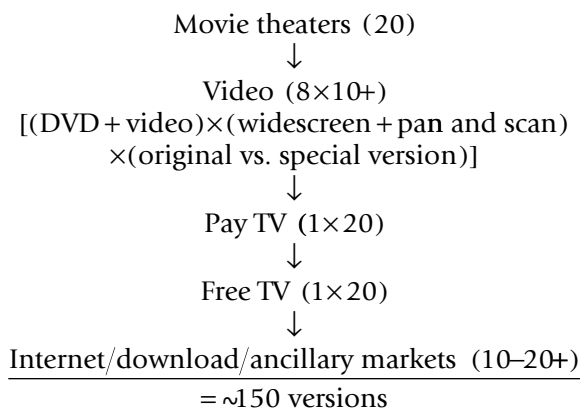 Movie theaters (20)
↓
Video (8×10+)
[(DVD + video)×(widescreen + pan and scan)
×(original vs. special version)]
↓
Pay TV (1×20)
↓
Free TV (1×20)
↓
Internet/download/ancillary markets (10–20+)
= ~150 versions